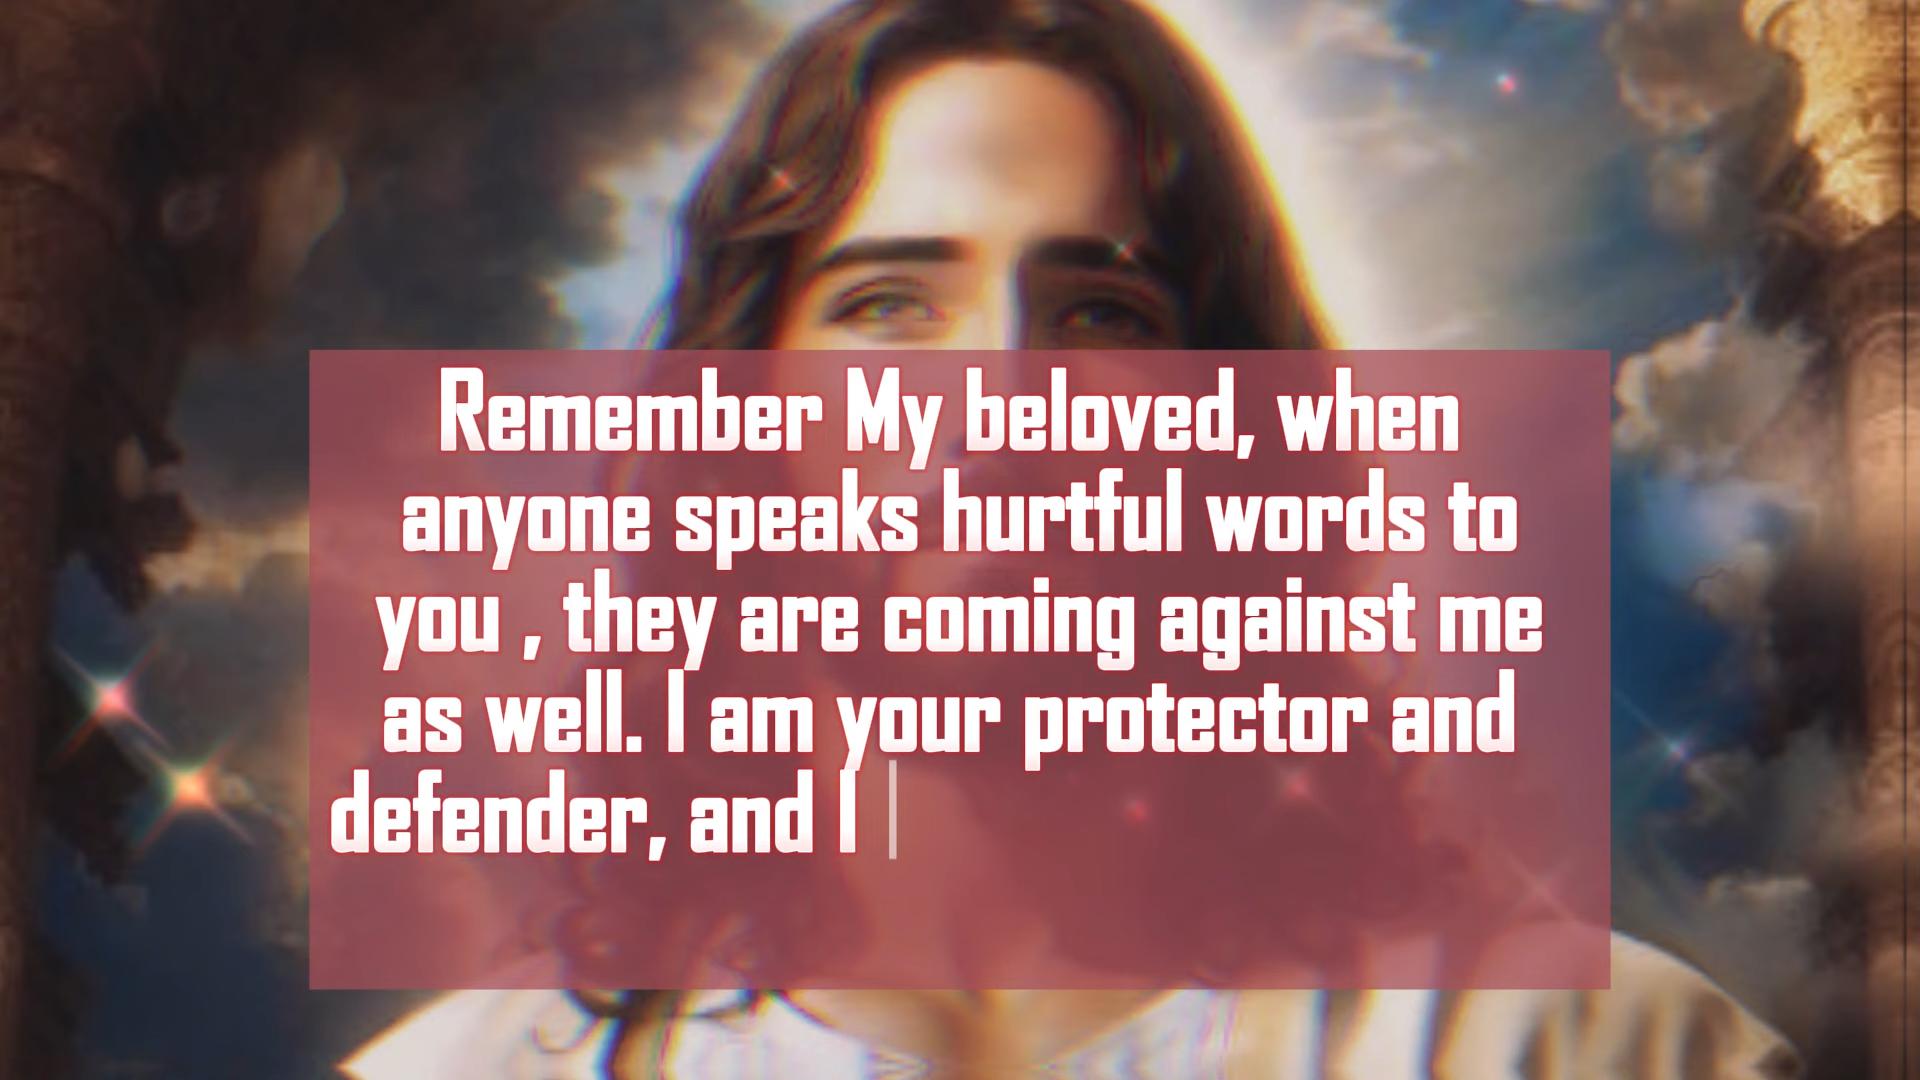 Remember My beloved, when
anyone speaks hurtful words to
you , they are coming against me
as well. I am your protector and
defender, and I